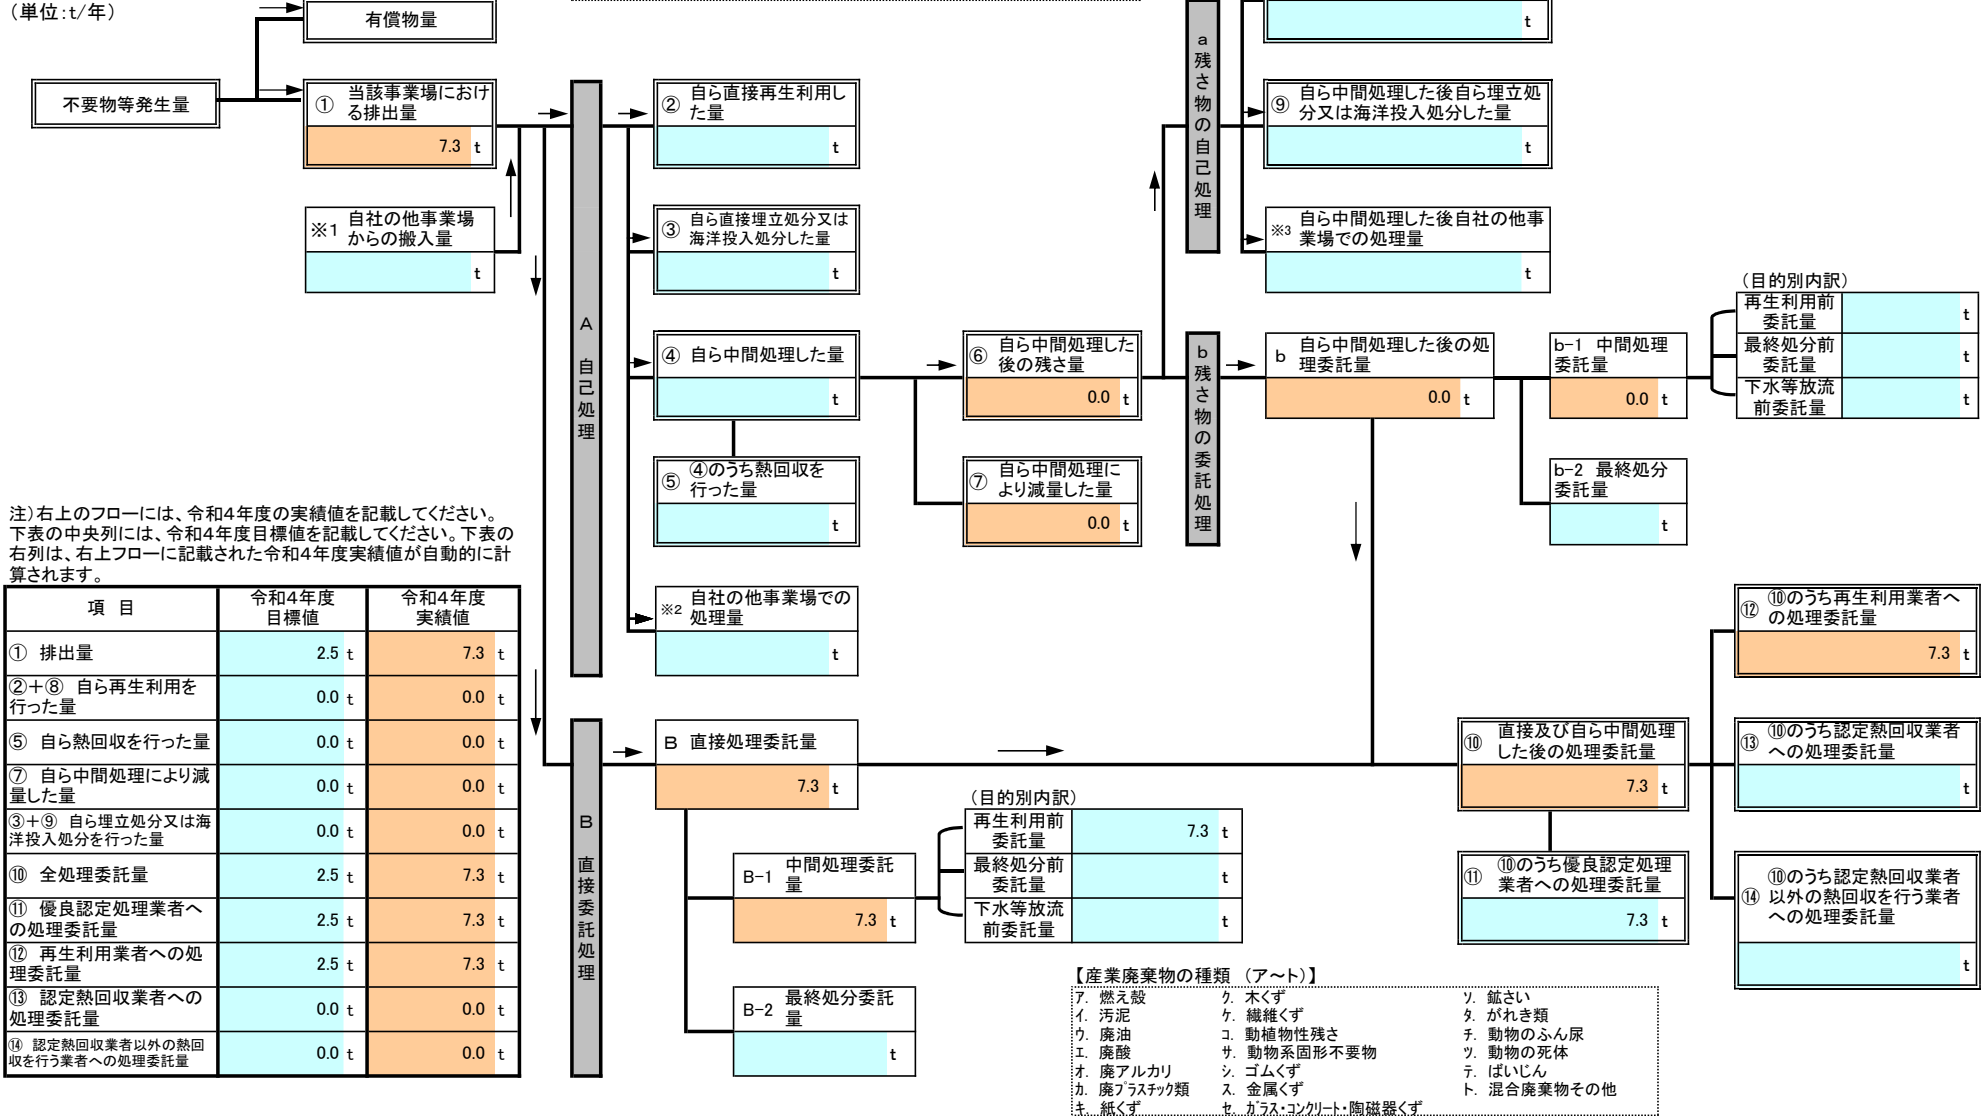 （単位：t/年）
有償物量
不要物等発生量
①
当該事業場におけ
る排出量
7.3 t
※1 自社の他事業場
からの搬入量
t
A 自己処理
②
自ら直接再生利用し
た量
t
③
自ら直接埋立処分又は
海洋投入処分した量
t
④ 自ら中間処理した量
t
⑤
④のうち熱回収を
行った量
t
※2
自社の他事業場での
処理量
t
⑥
自ら中間処理した
後の残さ量
0.0 t
⑦
自ら中間処理に
より減量した量
0.0 t
a 残さ物の自己処理
t
⑨
自ら中間処理した後自ら埋立処
分又は海洋投入処分した量
t
※3
自ら中間処理した後自社の他事
業場での処理量
t
b 残さ物の委託処理
b
自ら中間処理した後の処
理委託量
0.0 t
b-1 中間処理
委託量
0.0 t
b-2 最終処分
委託量
t
（目的別内訳）
再生利用前
委託量
t
最終処分前
委託量
t
下水等放流
前委託量
t
注）右上のフローには、令和４年度の実績値を記載してください。
下表の中央列には、令和４年度目標値を記載してください。下表の
右列は、右上フローに記載された令和４年度実績値が自動的に計
算されます。
項 目
令和４年度
目標値
令和４年度
実績値
① 排出量 2.5 t 7.3 t
②＋⑧ 自ら再生利用を
行った量 0.0 t 0.0 t
⑤ 自ら熱回収を行った量 0.0 t 0.0 t
⑦ 自ら中間処理により減
量した量 0.0 t 0.0 t
③＋⑨ 自ら埋立処分又は海
洋投入処分を行った量 0.0 t 0.0 t
⑩ 全処理委託量 2.5 t 7.3 t
⑪ 優良認定処理業者へ
の処理委託量 2.5 t 7.3 t
⑫ 再生利用業者への処
理委託量 2.5 t 7.3 t
⑬ 認定熱回収業者への
処理委託量 0.0 t 0.0 t
⑭ 認定熱回収業者以外の熱回
収を行う業者への処理委託量 0.0 t 0.0 t
B 直接委託処理
B 直接処理委託量
7.3 t
B-1
中間処理委託
量
7.3 t
B-2
最終処分委託
量
t
（目的別内訳）
再生利用前
委託量
7.3 t
最終処分前
委託量
t
下水等放流
前委託量
t
⑩
直接及び自ら中間処理
した後の処理委託量
7.3 t
⑪
⑩のうち優良認定処理
業者への処理委託量
7.3 t
⑫
⑩のうち再生利用業者へ
の処理委託量
7.3 t
⑬
⑩のうち認定熱回収業者
への処理委託量
t
⑭
⑩のうち認定熱回収業者
以外の熱回収を行う業者
への処理委託量
t
【産業廃棄物の種類 （ア～ト）】
ア. 燃え殻
イ. 汚泥
ウ. 廃油
エ. 廃酸
オ. 廃アルカリ
カ. 廃プラスチック類
キ. 紙くず
ク. 木くず
ケ. 繊維くず
コ. 動植物性残さ
サ. 動物系固形不要物
シ. ゴムくず
ス. 金属くず
セ. ガラス・コンクリート・陶磁器くず
ソ. 鉱さい
タ. がれき類
チ. 動物のふん尿
ツ. 動物の死体
テ. ばいじん
ト. 混合廃棄物その他